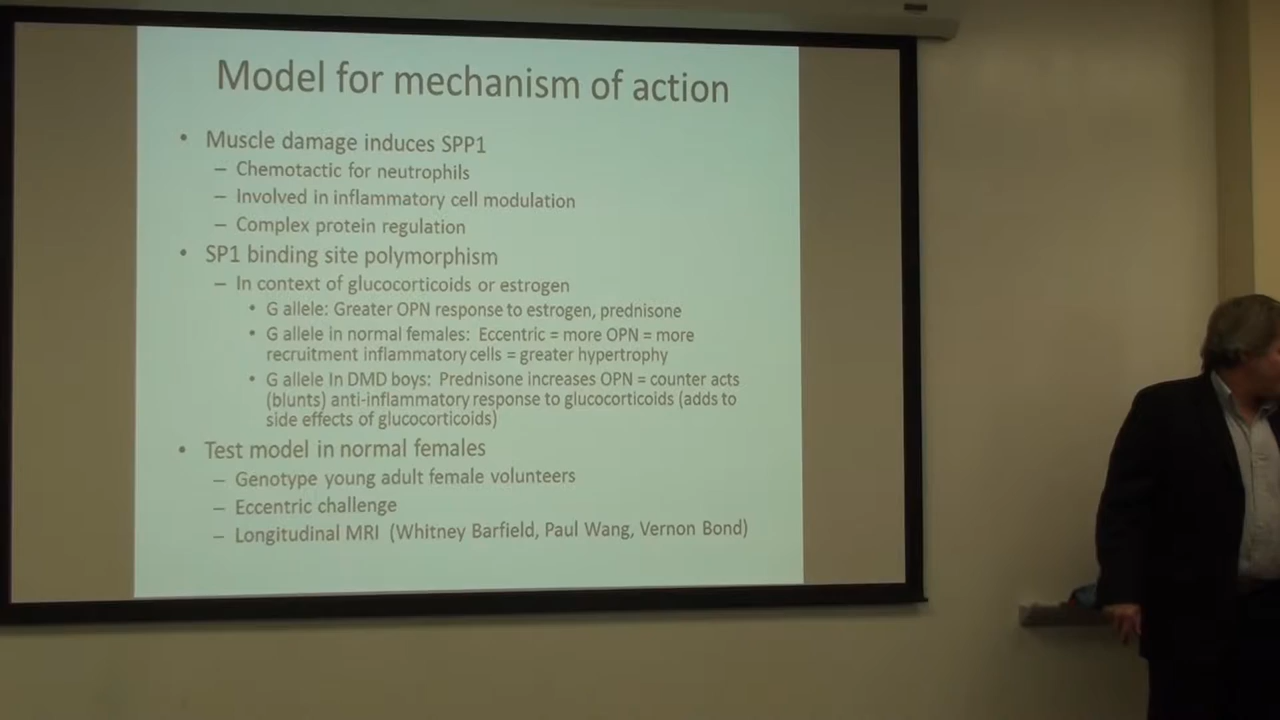 Model for mechanism of action
• Muscle damage induces SPP1
– Chemotactic for neutrophils
– Involved in inflammatory cell modulation
– Complex protein regulation
• SP1 binding site polymorphism
– In context of glucocorticoids or estrogen
• G allele: Greater OPN response to estrogen, prednisone
• G allele in normal females: Eccentric = more OPN = more
recruitment inflammatory cells = greater hypertrophy
• G allele In DMD boys: Prednisone increases OPN = counter acts
(blunts) anti-inflammatory response to glucocorticoids (adds to
side effects of glucocorticoids)
• Test model in normal females
– Genotype young adult female volunteers
– Eccentric challenge
– Longitudinal MRI (Whitney Barfield, Paul Wang, Vernon Bond)